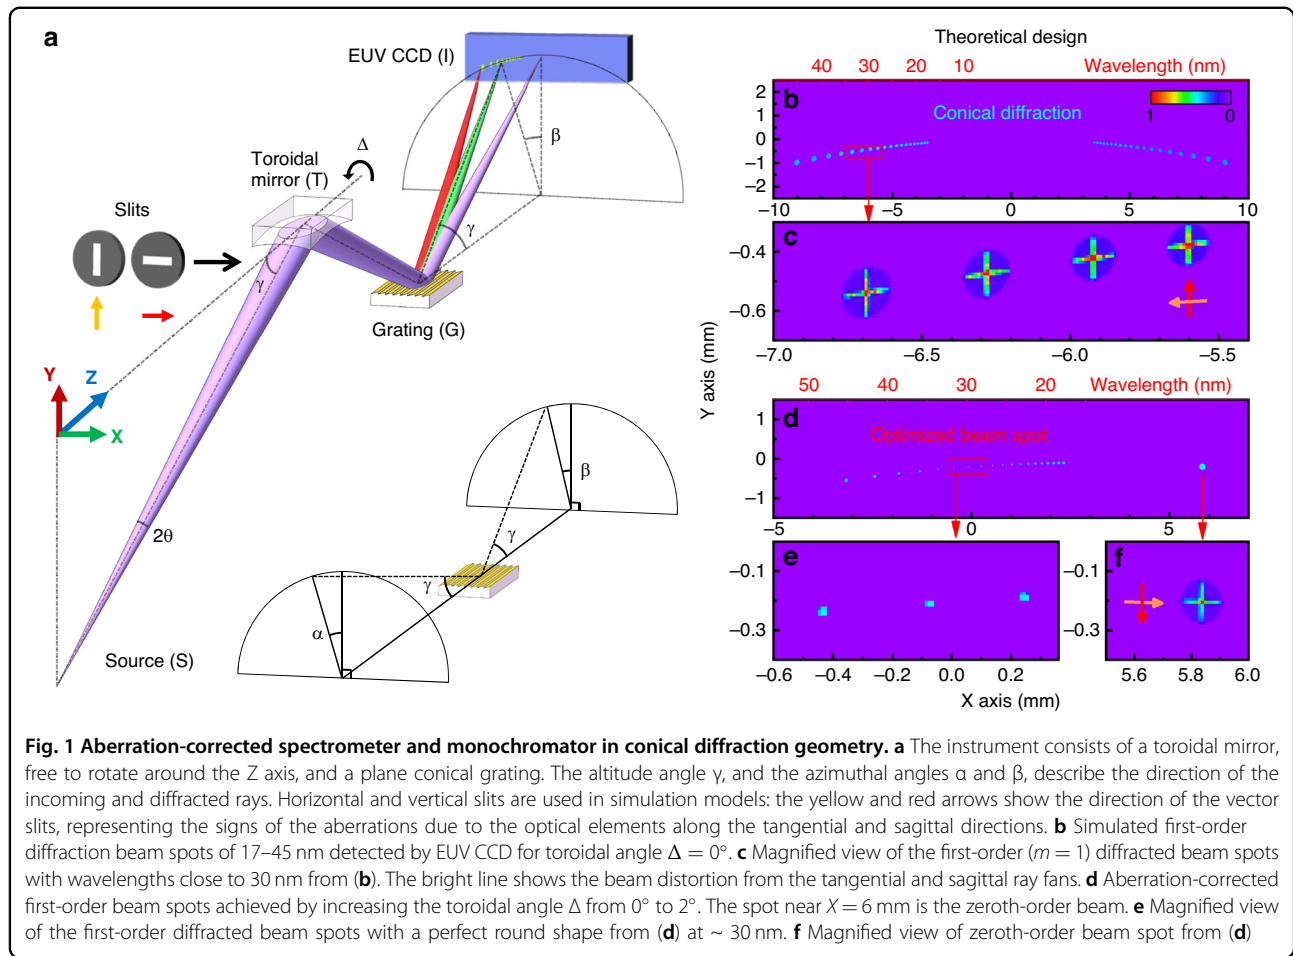 a
EUV CCD (I)
β
Δ
Toroidal
mirror (T)
Slits
γ
γ
Grating (G)
Y
Z
X
2θ
Source (S)
β
γ
γ
α
Theoretical design
40 30 20 10 Wavelength (nm)
b
Conical diffraction
1 0
2
1
–0
–1
–2
–10 –5 0 5 10
c
–0.4
–0.6
–7.0 –6.5 –6.0 –5.5
Y axis (mm)
50 40 30 20 Wavelength (nm)
d
Optimized beam spot
1
0
–1
–5 0 5
e
–0.1
–0.3
–0.6 –0.4 –0.2 0.0 0.2
f
–0.1
–0.3
5.6 5.8 6.0
X axis (mm)
Fig. 1 Aberration-corrected spectrometer and monochromator in conical diffraction geometry. a The instrument consists of a toroidal mirror,
free to rotate around the Z axis, and a plane conical grating. The altitude angle γ, and the azimuthal angles α and β, describe the direction of the
incoming and diffracted rays. Horizontal and vertical slits are used in simulation models: the yellow and red arrows show the direction of the vector
slits, representing the signs of the aberrations due to the optical elements along the tangential and sagittal directions. b Simulated first-order
diffraction beam spots of 17–45 nm detected by EUV CCD for toroidal angle Δ = 0°. c Magnified view of the first-order (m = 1) diffracted beam spots
with wavelengths close to 30 nm from (b). The bright line shows the beam distortion from the tangential and sagittal ray fans. d Aberration-corrected
first-order beam spots achieved by increasing the toroidal angle Δ from 0° to 2°. The spot near X = 6 mm is the zeroth-order beam. e Magnified view
of the first-order diffracted beam spots with a perfect round shape from (d) at ~ 30 nm. f Magnified view of zeroth-order beam spot from (d)